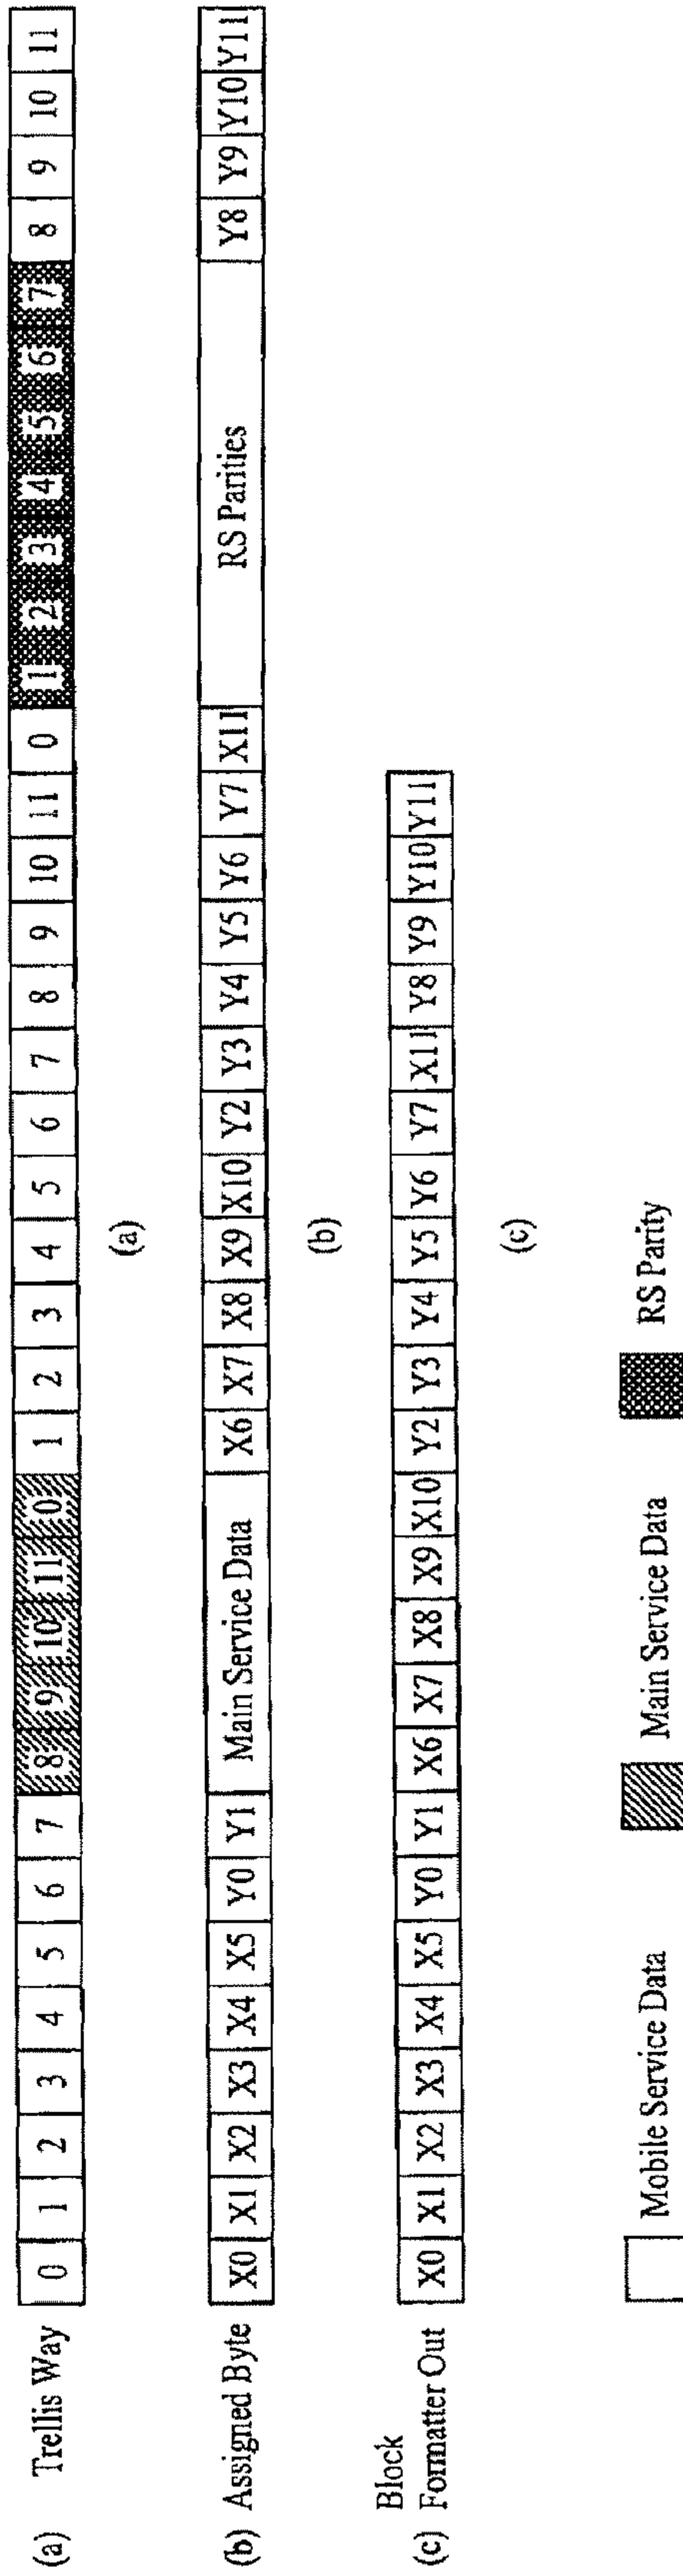 (a) Trellis Way 0 1 2 3 4 5 6 7 8 9 10 11 0 1 2 3 4 5 6 7 8 9 10 11 0 1 2 3 4 5 6 7 8 9 10 11
(a)
(b) Assigned Byte X0 X1 X2 X3 X4 X5 Y0 Y1 Main Service Data X6 X7 X8 X9 X10 Y2 Y3 Y4 Y5 Y6 Y7 X11 RS Parities Y8 Y9 Y10 Y11
(b)
Block
(c) Formatter Out X0 X1 X2 X3 X4 X5 Y0 Y1 X6 X7 X8 X9 X10 Y2 Y3 Y4 Y5 Y6 Y7 X11 Y8 Y9 Y10 Y11
(c)
Mobile Service Data Main Service Data RS Parity